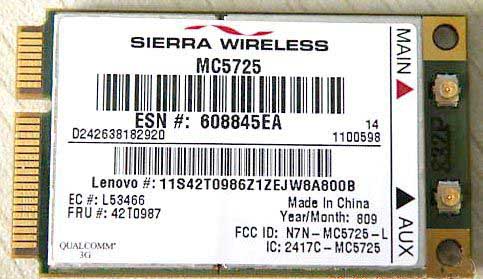 SIERRA WIRELESS
MC5725
ESN #: 608845EA
14
D242638182920
1100598
Lenovo #: 11S42T0986Z1ZEJW8A800B
EC #: L53466
Made In China
FRU #: 42T0987
Year/Month: 809
FCC ID: N7N-MC5725-L
IC: 2417C-MC5725
QUALCOMM®
3G
MAIN
AUX